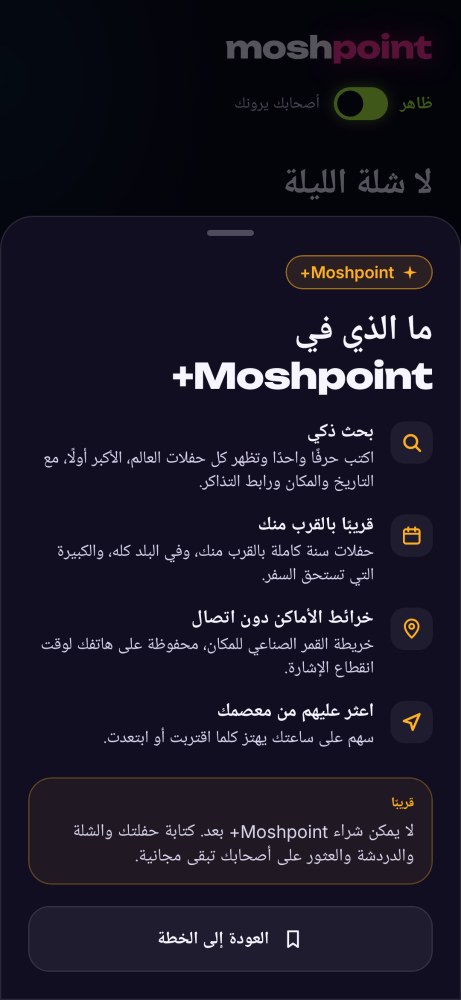 moshpoint
ظاهر
أصحابك يرونك
لا شلة الليلة
Moshpoint+
ما الذي في
Moshpoint+
بحث ذكي
اكتب حرفًا واحدًا وتظهر كل حفلات العالم، الأكبر أولًا، مع
التاريخ والمكان ورابط التذاكر.
قريبًا بالقرب منك
حفلات سنة كاملة بالقرب منك، وفي البلد كله، والكبيرة
التي تستحق السفر.
خرائط الأماكن دون اتصال
خريطة القمر الصناعي للمكان، محفوظة على هاتفك لوقت
انقطاع الإشارة.
اعثر عليهم من معصمك
سهم على ساعتك يهتز كلما اقتربت أو ابتعدت.
قريبًا
لا يمكن شراء Moshpoint+ بعد. كتابة حفلتك والشلة
والدردشة والعثور على أصحابك تبقى مجانية.
العودة إلى الخطة